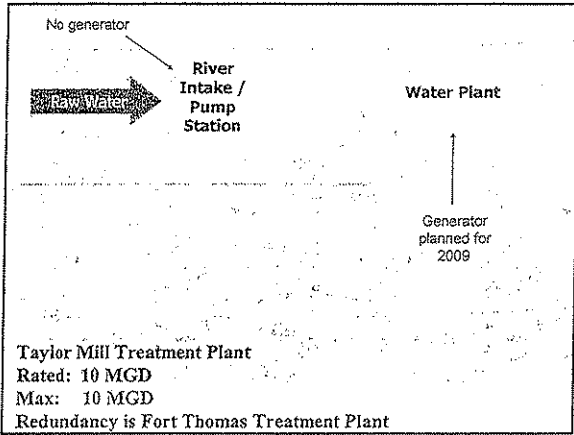 No generator
River
Intake /
Pump
Station
Raw Water
Water Plant
Generator
planned for
2009
Taylor Mill Treatment Plant
Rated: 10 MGD
Max: 10 MGD
Redundancy is Fort Thomas Treatment Plant